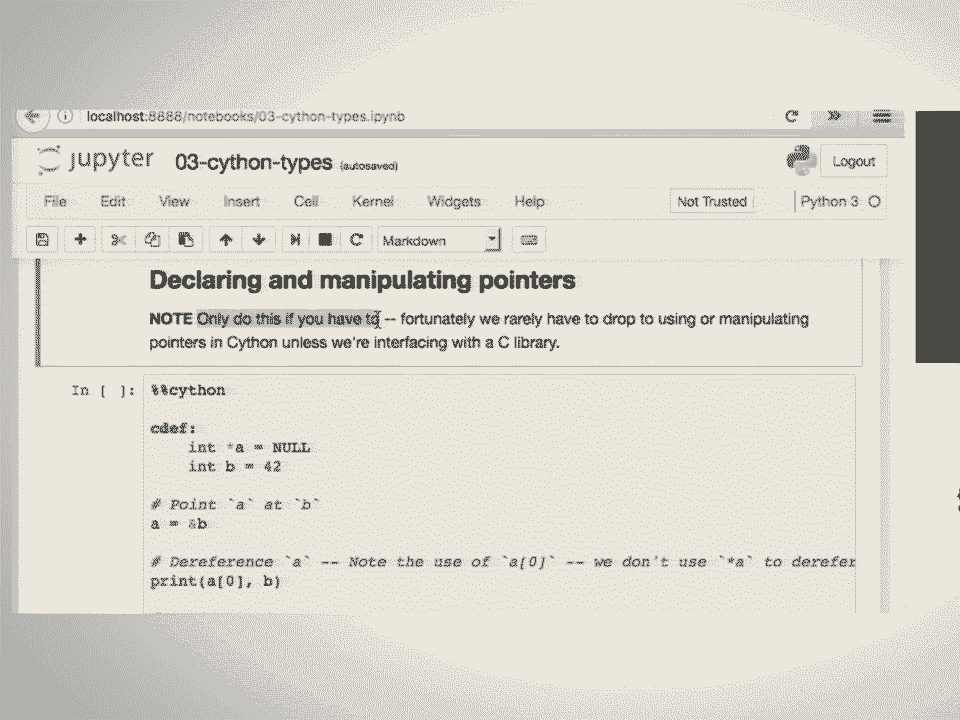 localhost:8888/notebooks/03-cython-types.ipynb
jupyter 03-cython-types (autosaved)
Logout
File Edit View Insert Cell Kernel Widgets Help Not Trusted Python 3
Markdown
Declaring and manipulating pointers
NOTE Only do this if you have to -- fortunately we rarely have to drop to using or manipulating
pointers in Cython unless we're interfacing with a C library.
In [ ]: %%cython
cdef:
    int *a = NULL
    int b = 42
# Point `a` at `b`
a = &b
# Dereference `a` -- Note the use of `a[0]` -- we don't use `*a` to derefer
print(a[0], b)